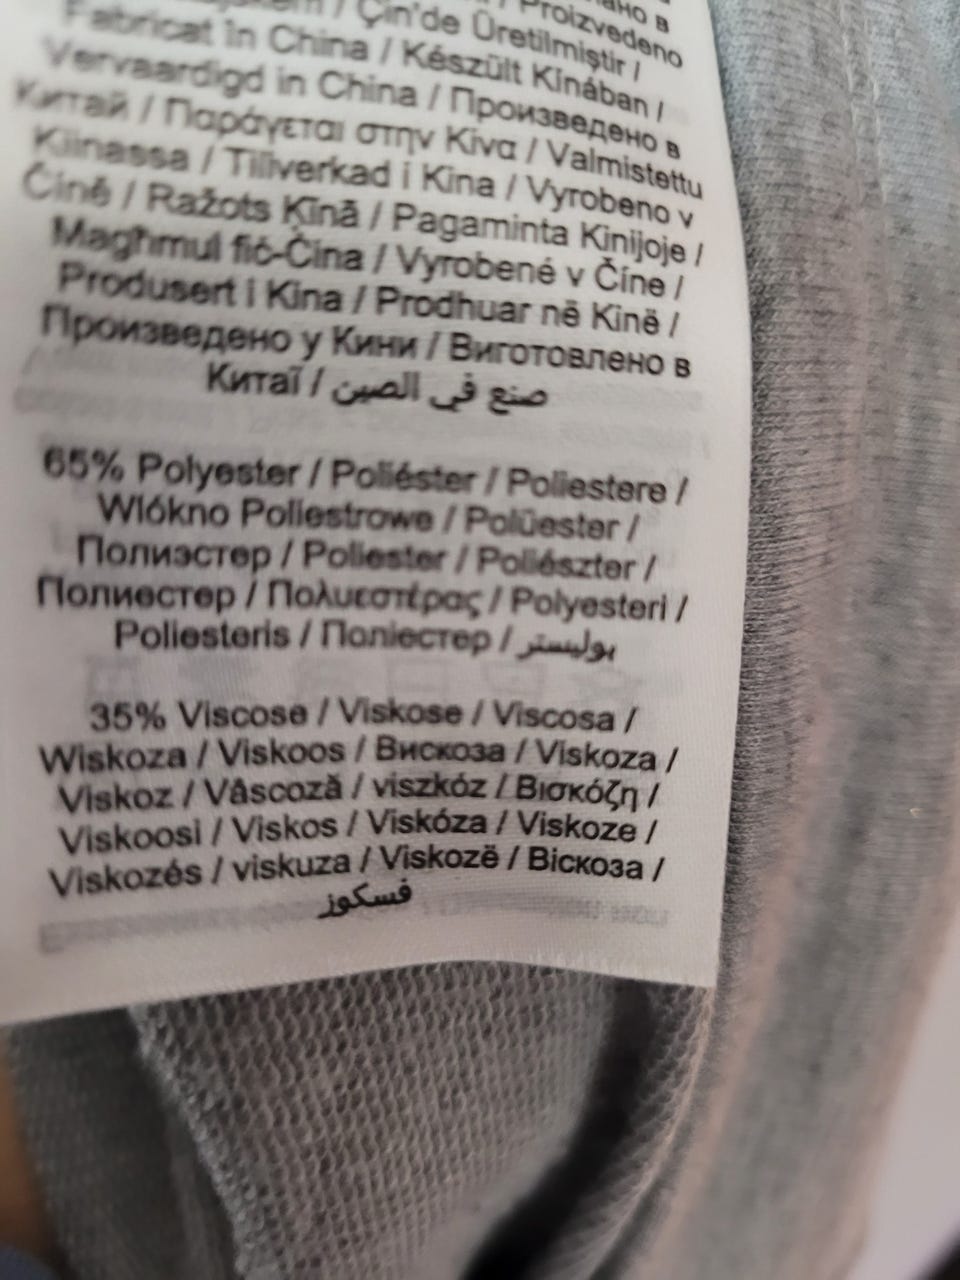 / Çin'de Üretilmiştir /
Fabricat în China / Készült Kínában /
Vervaardigd in China / Произведено в
Китай / Παράγεται στην Κίνα / Valmistettu
Kiinassa / Tillverkad i Kina / Vyrobeno v
Číně / Ražots Ķīnā / Pagaminta Kinijoje /
Magħmul fiċ-Ċina / Vyrobené v Číne /
Produsert i Kina / Prodhuar në Kinë /
Произведено у Кини / Виготовлено в
Китаї / صنع في الصين
65% Polyester / Poliéster / Poliestere /
Wlókno Poliestrowe / Polüester /
Полиэстер / Poliester / Poliészter /
Полиестер / Πολυεστέρας / Polyesteri /
Poliesteris / Поліестер / بوليستر
35% Viscose / Viskose / Viscosa /
Wiskoza / Viskoos / Вискоза / Viskoza /
Viskoz / Vâscoză / viszkóz / Βισκόζη /
Viskoosi / Viskos / Viskóza / Viskoze /
Viskozés / viskuza / Viskozë / Віскоза /
فسكوز